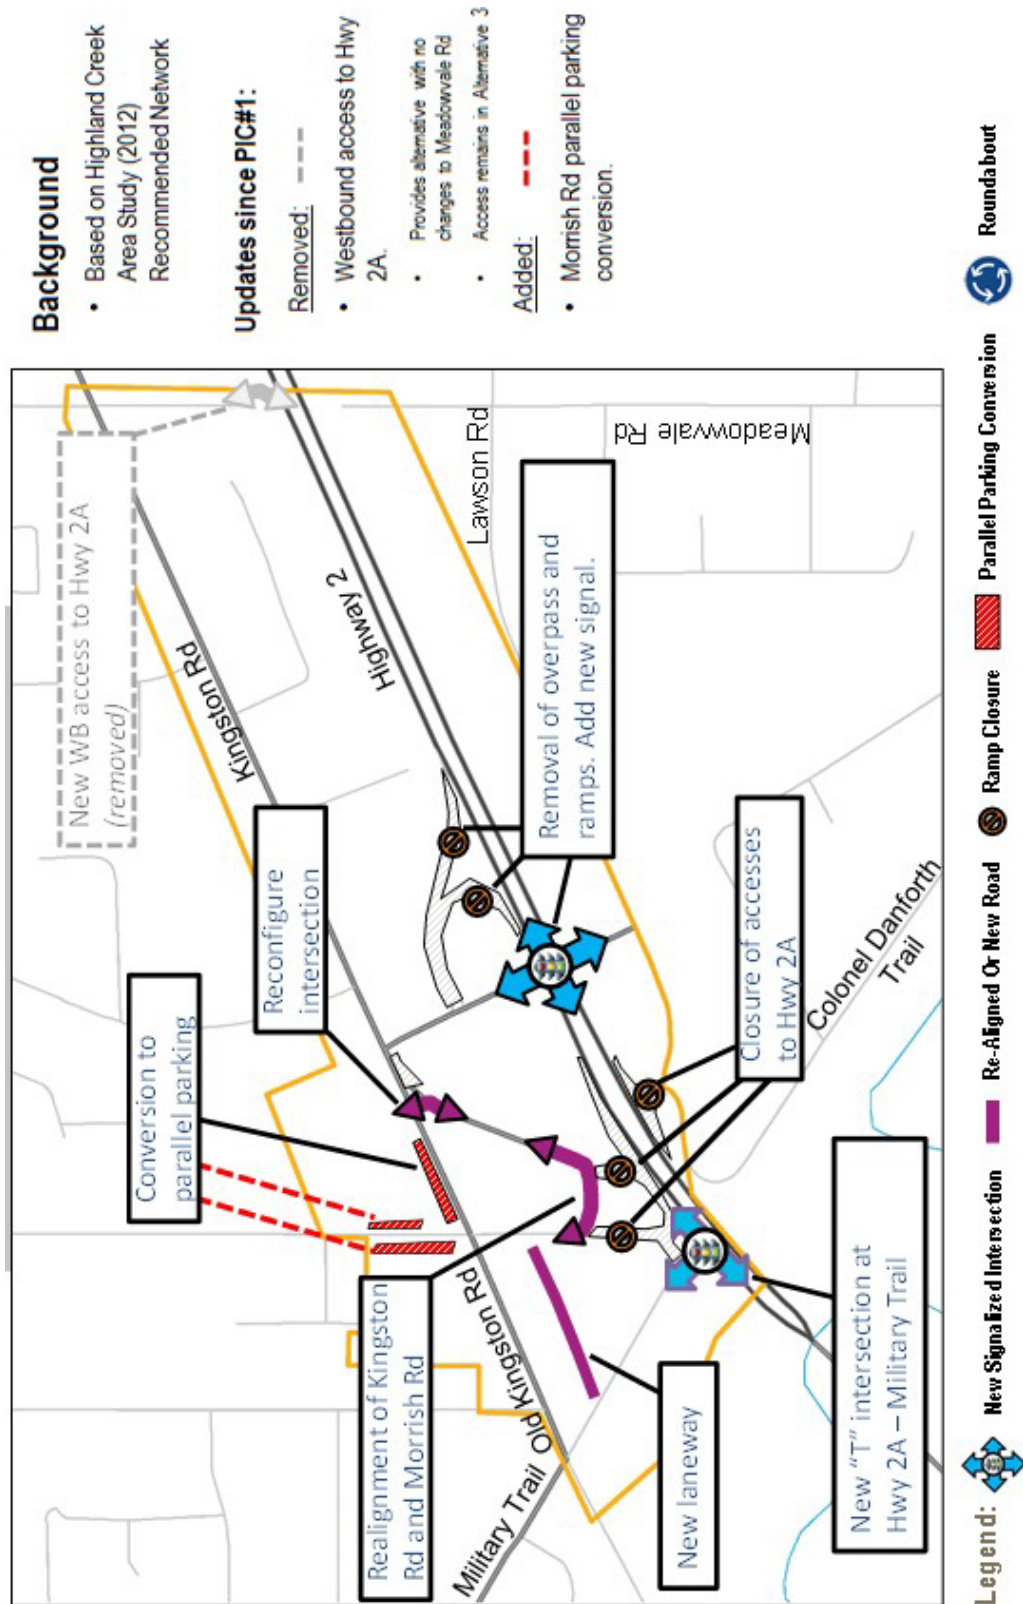 Background
• Based on Highland Creek
Area Study (2012)
Recommended Network
Updates since PIC#1:
Removed:
• Westbound access to Hwy
2A.
• Provides alternative with no
changes to Meadowvale Rd
• Access remains in Alternative 3
Added:
• Morrish Rd parallel parking
conversion.
New WB access to Hwy 2A
(removed)
Conversion to
parallel parking
Reconfigure
intersection
Kingston Rd
Highway 2
Lawson Rd
Meadowvale Rd
Removal of overpass and
ramps. Add new signal.
Closure of accesses
to Hwy 2A
Colonel Danforth
Trail
Realignment of Kingston
Rd and Morrish Rd
Old Kingston Rd
Military Trail
New laneway
New "T" intersection at
Hwy 2A – Military Trail
Legend:
New Signalized Intersection
Re-Aligned Or New Road
Ramp Closure
Parallel Parking Conversion
Roundabout